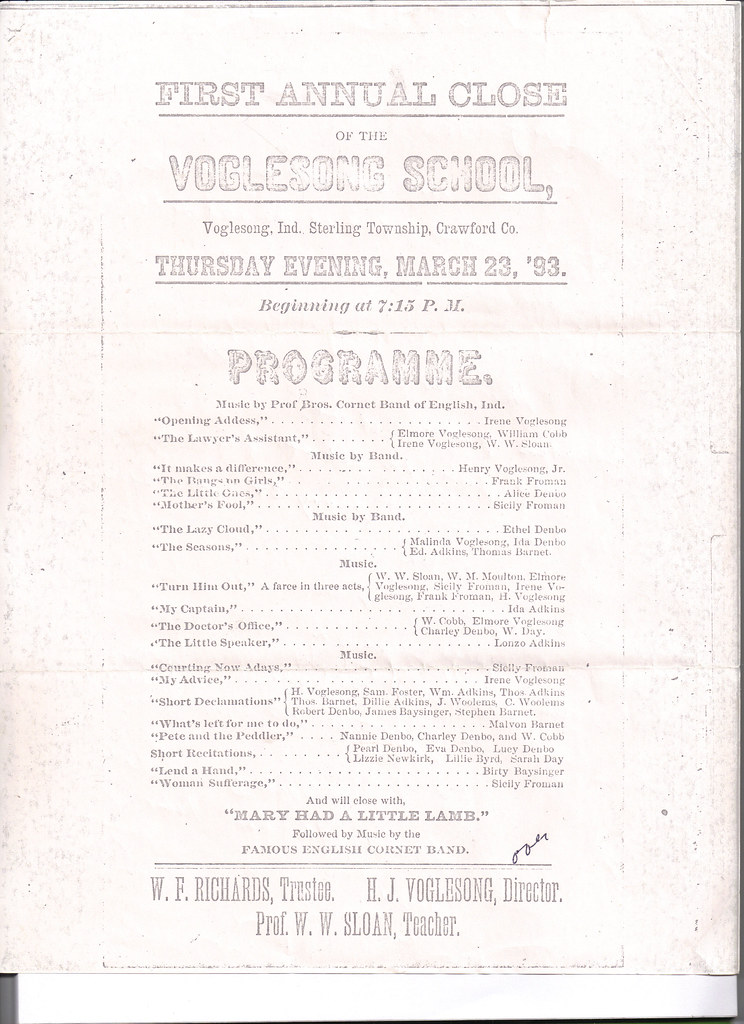 FIRST ANNUAL CLOSE
OF THE
VOGLESONG SCHOOL,
Voglesong, Ind. Sterling Township, Crawford Co.
THURSDAY EVENING, MARCH 23, '93.
Beginning at 7:15 P. M.
PROGRAMME.
Music by Prof Bros. Cornet Band of English, Ind.
"Opening Addess," . . . . . . . . . . . . . . . . . . . . Irene Voglesong
"The Lawyer's Assistant," . . . . . . . . { Elmore Voglesong, William Cobb
{ Irene Voglesong, W. W. Sloan.
Music by Band.
"It makes a difference," . . . . . . . . . . . . . . Henry Voglesong, Jr.
"The Bangs on Girls," . . . . . . . . . . . . . . . . . . Frank Froman
"The Little Ones," . . . . . . . . . . . . . . . . . . . . . Alice Denbo
"Mother's Fool," . . . . . . . . . . . . . . . . . . . . . Sicily Froman
Music by Band.
"The Lazy Cloud," . . . . . . . . . . . . . . . . . . . . . Ethel Denbo
"The Seasons," . . . . . . . . . . . . . . { Malinda Voglesong, Ida Denbo
{ Ed. Adkins, Thomas Barnet.
Music.
{ W. W. Sloan, W. M. Moulton. Elmore
"Turn Him Out," A farce in three acts, { Voglesong, Sicily Froman, Irene Vo-
{ glesong, Frank Froman, H. Voglesong
"My Captain," . . . . . . . . . . . . . . . . . . . . . . . . Ida Adkins
"The Doctor's Office," . . . . . . . . . . . { W. Cobb, Elmore Voglesong
{ Charley Denbo, W. Day.
"The Little Speaker," . . . . . . . . . . . . . . . . . . Lonzo Adkins
Music.
"Courting Now Adays," . . . . . . . . . . . . . . . . . Sicily Froman
"My Advice," . . . . . . . . . . . . . . . . . . . . . . Irene Voglesong
{ H. Voglesong, Sam. Foster, Wm. Adkins, Thos. Adkins
"Short Declamations" { Thos. Barnet, Dillie Adkins, J. Woolems, C. Woolems
{ Robert Denbo, James Baysinger, Stephen Barnet.
"What's left for me to do," . . . . . . . . . . . . . . . Malvon Barnet
"Pete and the Peddler," . . . . Nannie Denbo, Charley Denbo, and W. Cobb
Short Recitations, . . . . . . . . . { Pearl Denbo, Eva Denbo, Lucy Denbo
{ Lizzie Newkirk, Lillie Byrd, Sarah Day
"Lend a Hand," . . . . . . . . . . . . . . . . . . . . . Birty Baysinger
"Woman Sufferage," . . . . . . . . . . . . . . . . . . . Sicily Froman
And will close with,
"MARY HAD A LITTLE LAMB."
Followed by Music by the
FAMOUS ENGLISH CORNET BAND.
over
W. F. RICHARDS, Trustee. H. J. VOGLESONG, Director.
Prof. W. W. SLOAN, Teacher.